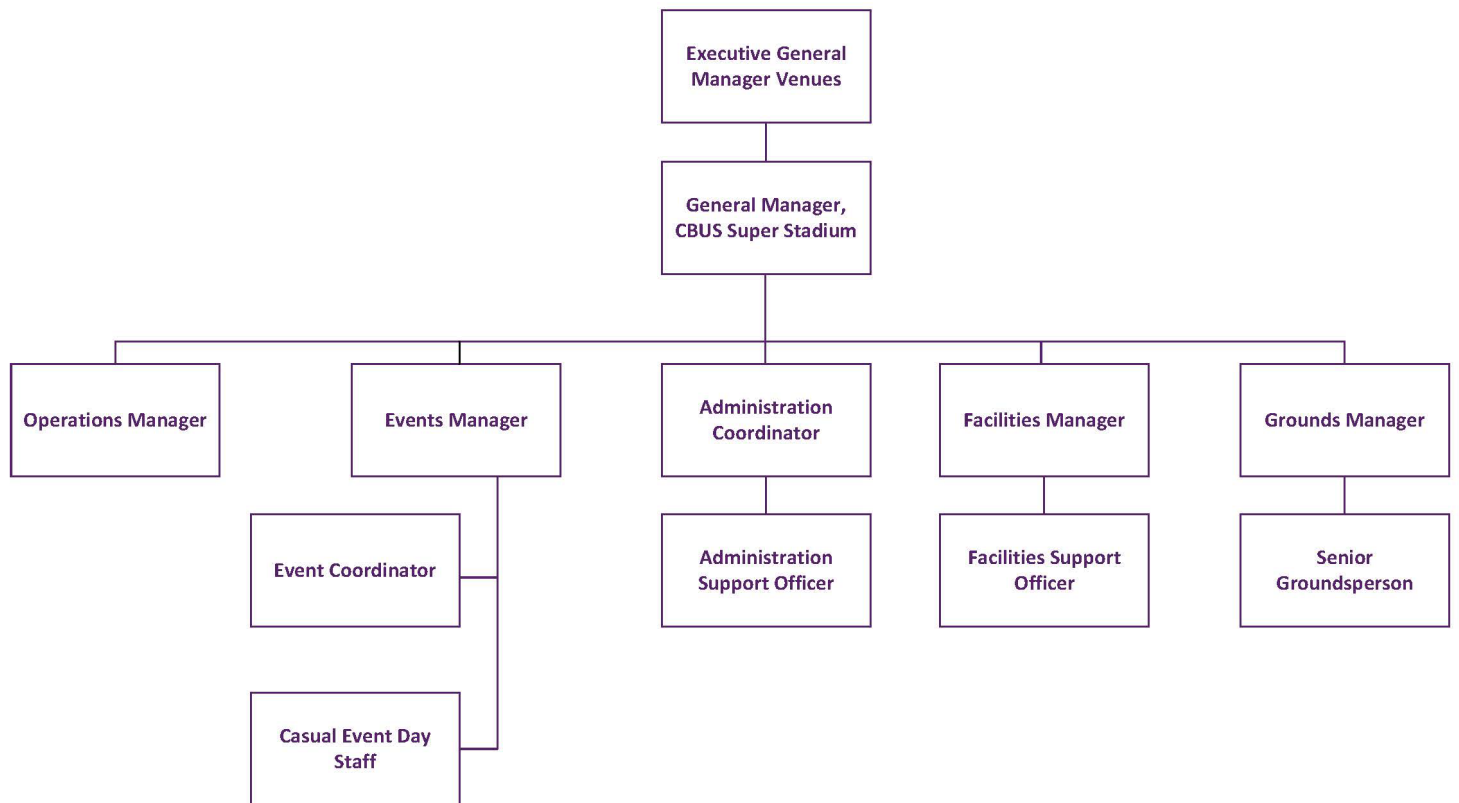 Executive General
Manager Venues
General Manager,
CBUS Super Stadium
Operations Manager
Events Manager
Administration
Coordinator
Facilities Manager
Grounds Manager
Event Coordinator
Administration
Support Officer
Facilities Support
Officer
Senior
Groundsperson
Casual Event Day
Staff